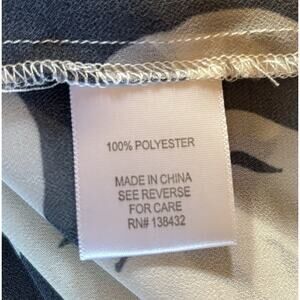 100% POLYESTER
MADE IN CHINA
SEE REVERSE
FOR CARE
RN# 138432